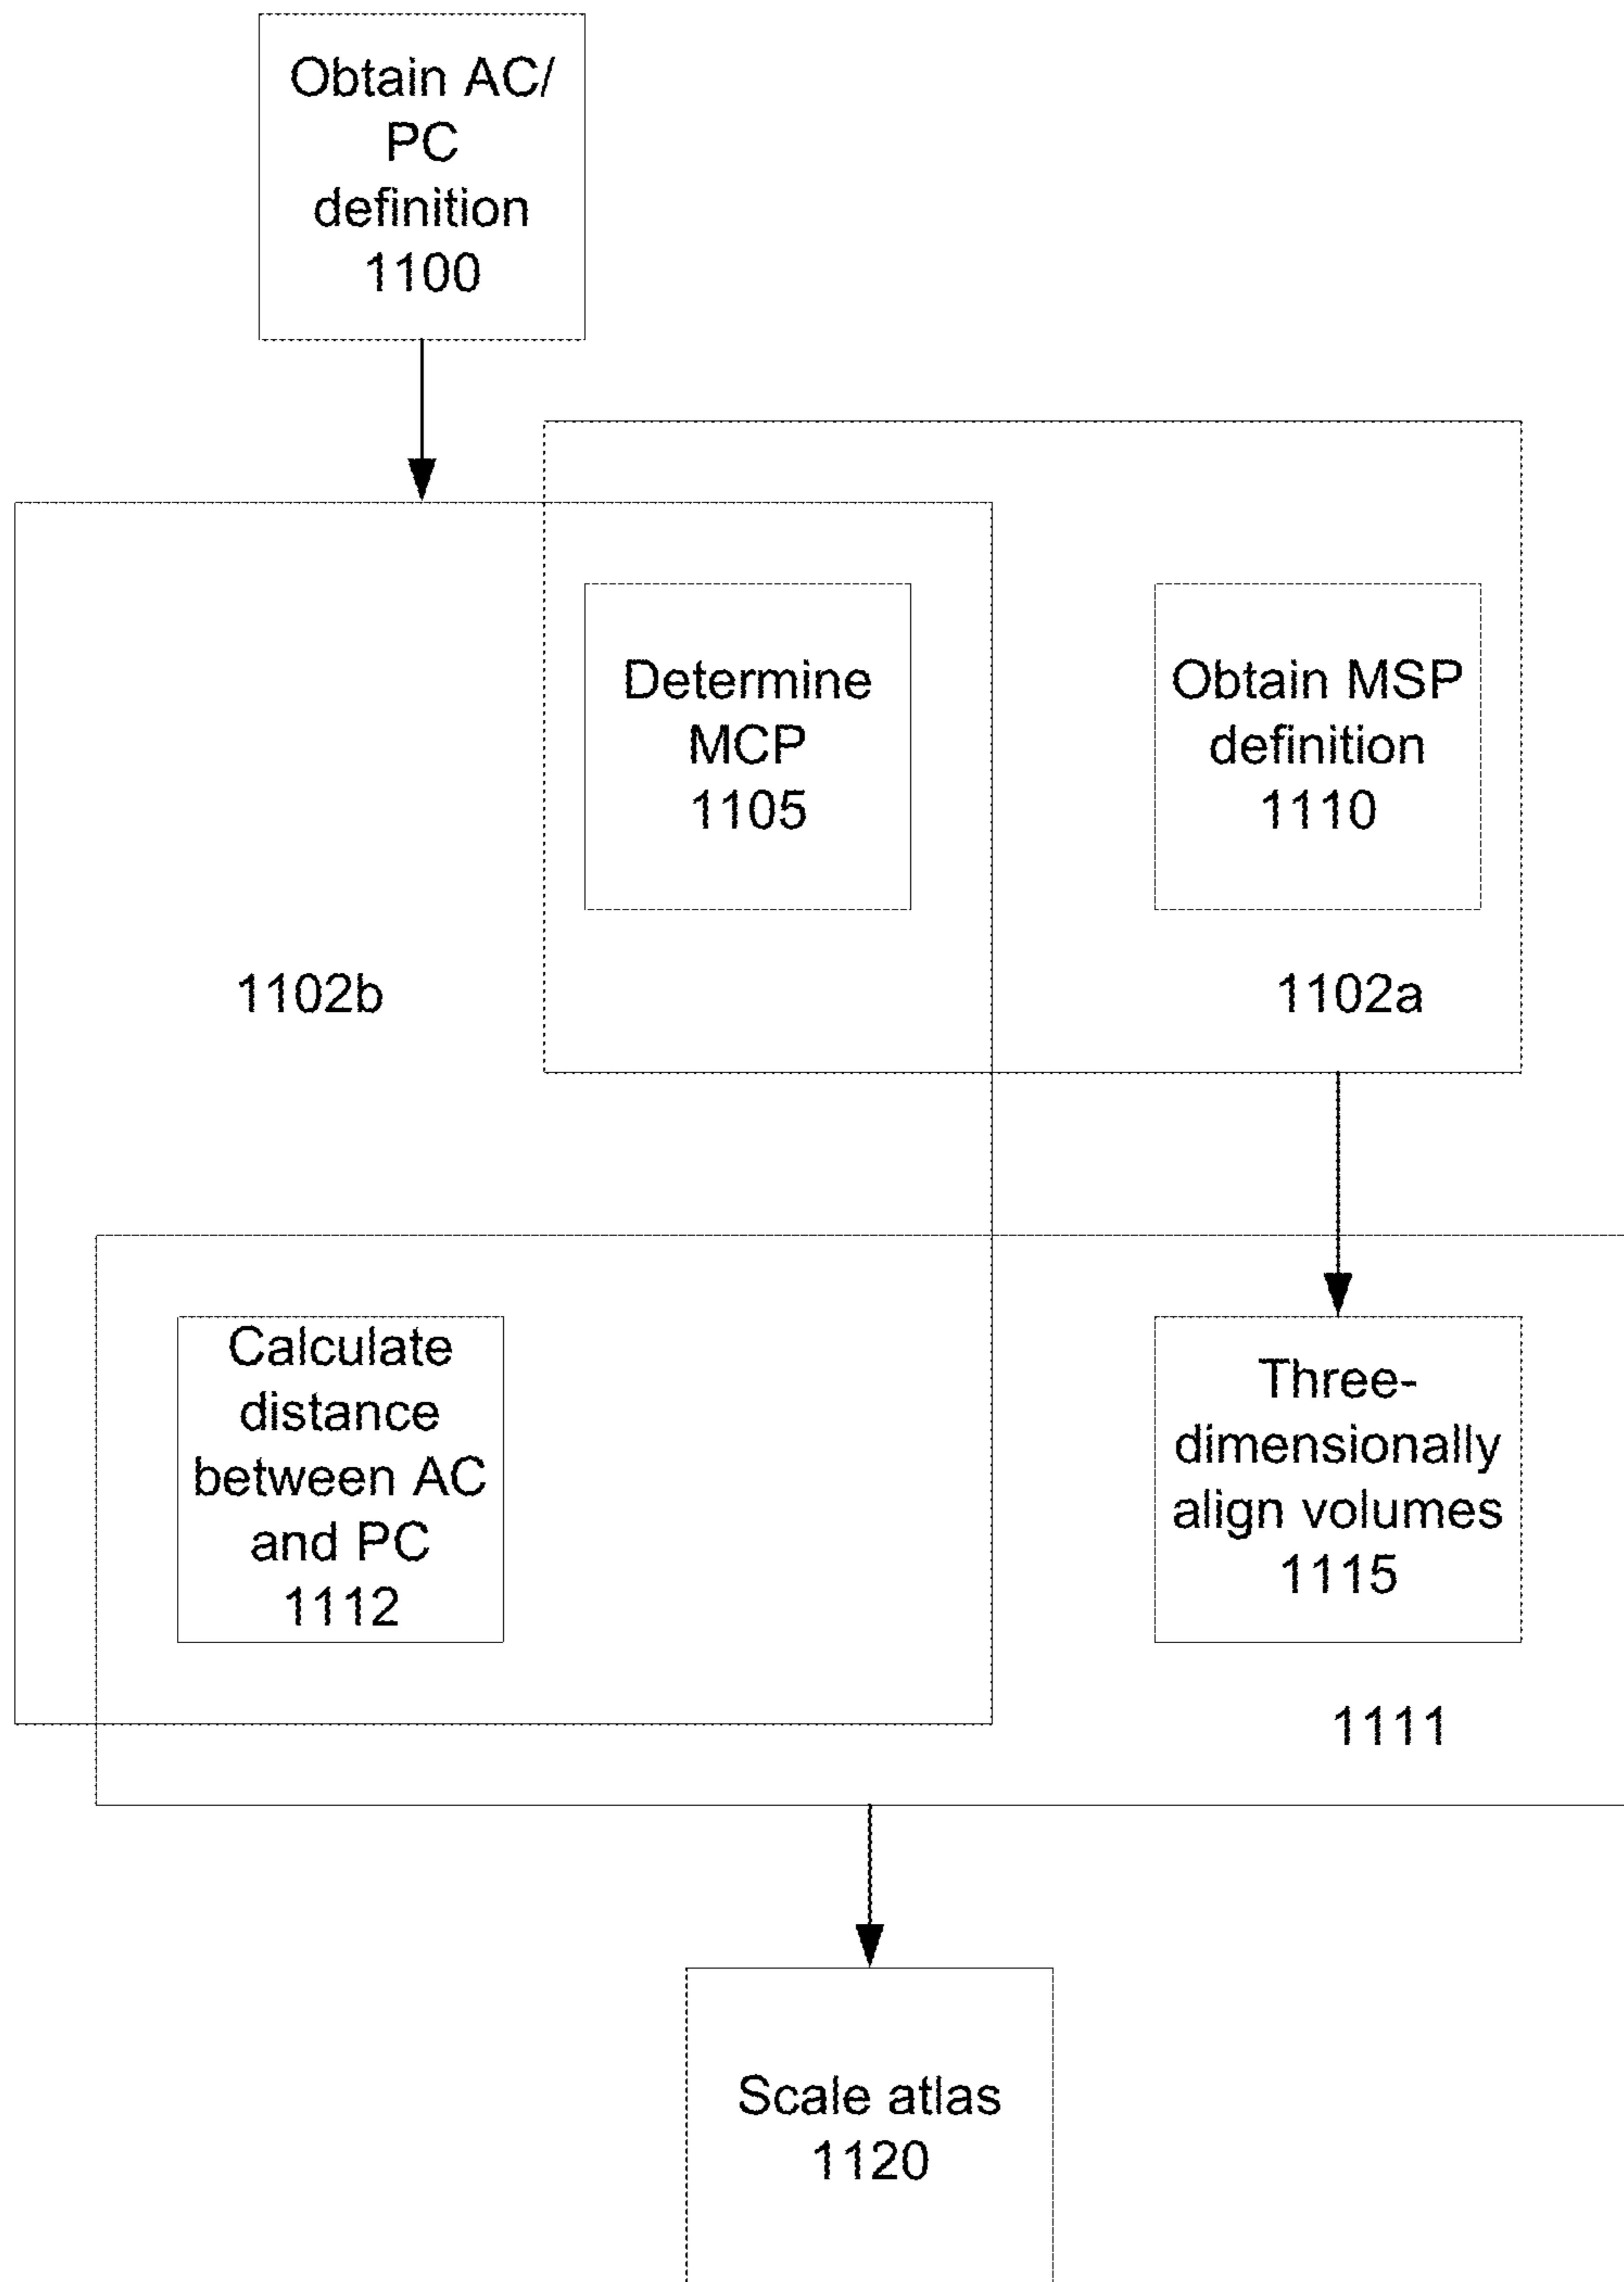 Obtain AC/
PC
definition
1100
Determine
MCP
1105
Obtain MSP
definition
1110
1102b
1102a
Calculate
distance
between AC
and PC
1112
Three-
dimensionally
align volumes
1115
1111
Scale atlas
1120